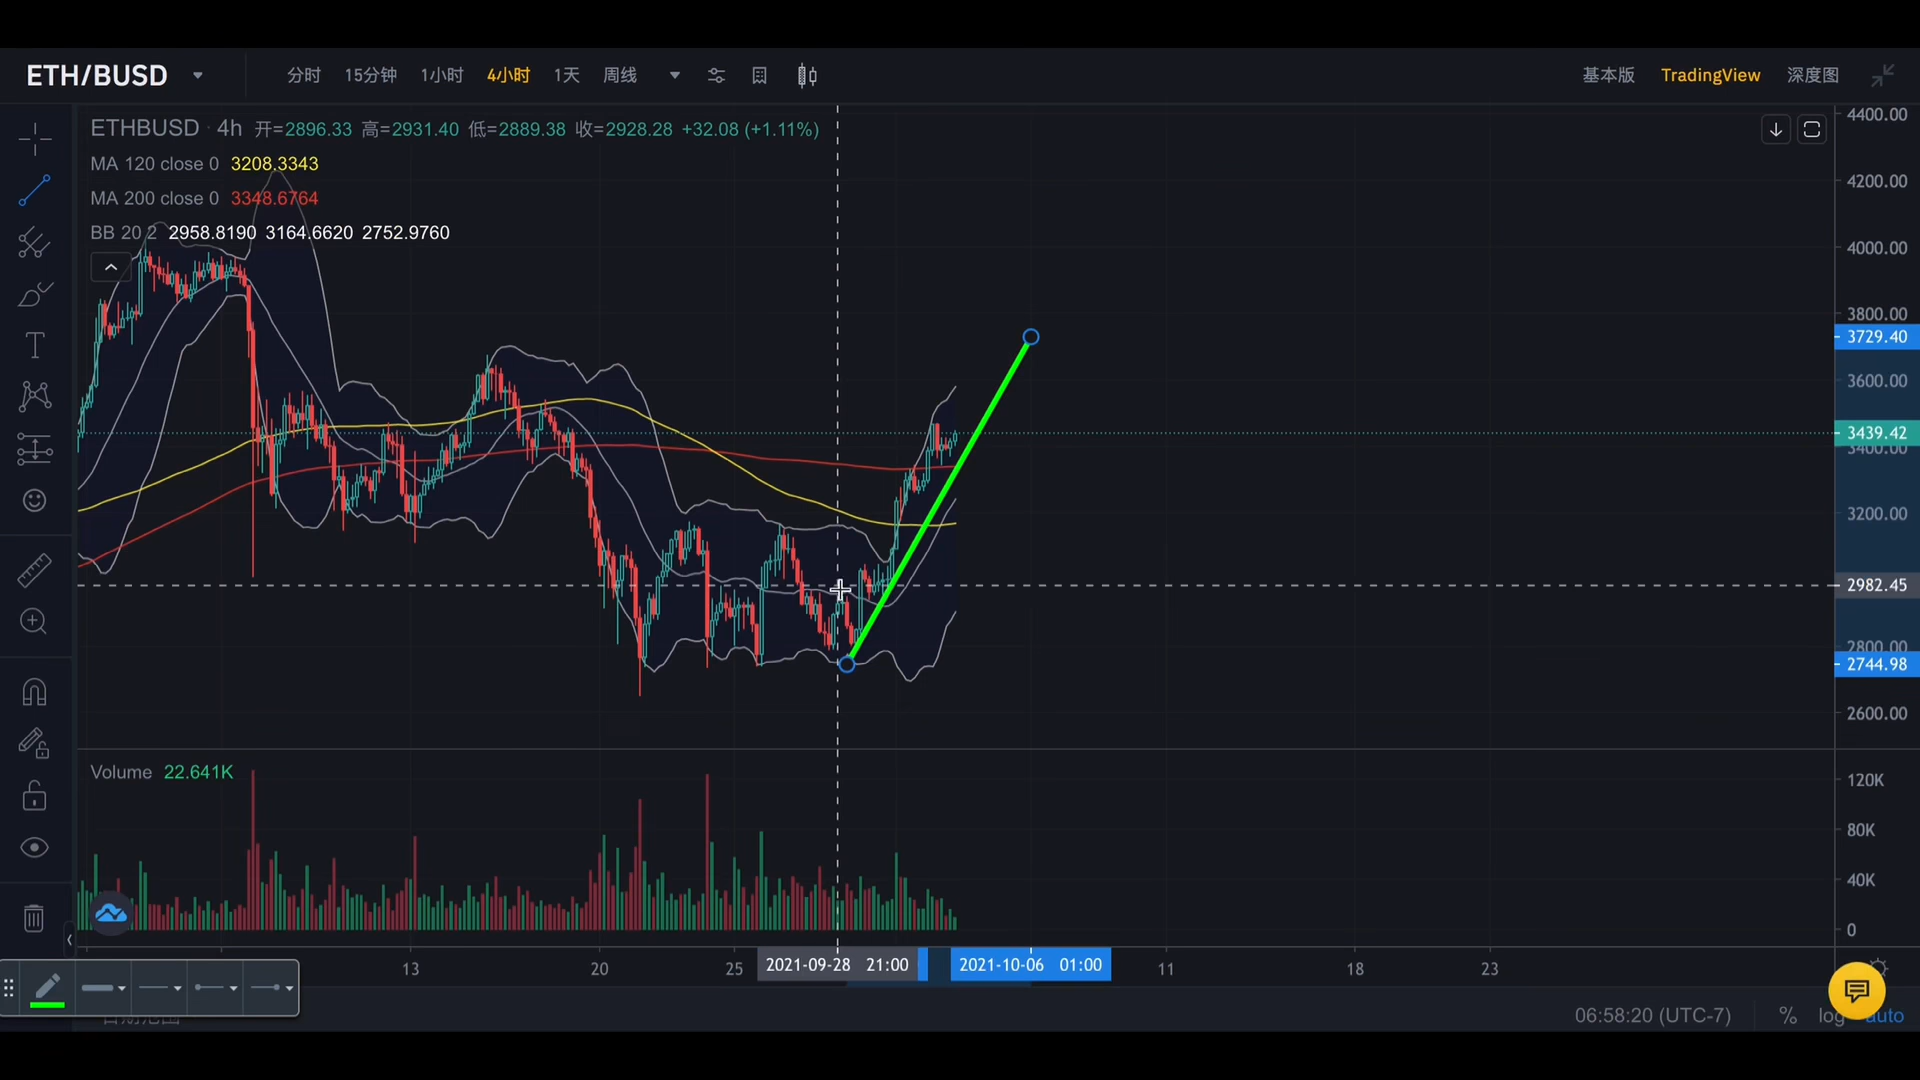 ETH/BUSD 分时 15分钟 1小时 4小时 1天 周线 基本版 TradingView 深度图
ETHBUSD · 4h 开=2896.33 高=2931.40 低=2889.38 收=2928.28 +32.08 (+1.11%)
MA 120 close 0 3208.3343
MA 200 close 0 3348.6764
BB 20 2 2958.8190 3164.6620 2752.9760
4400.00
4200.00
4000.00
3800.00
3729.40
3600.00
3439.42
3400.00
3200.00
2982.45
2800.00
2744.98
2600.00
Volume 22.641K
120K
80K
40K
0
13 20 25 2021-09-28 21:00 2021-10-06 01:00 11 18 23
日期范围 06:58:20 (UTC-7) % log auto